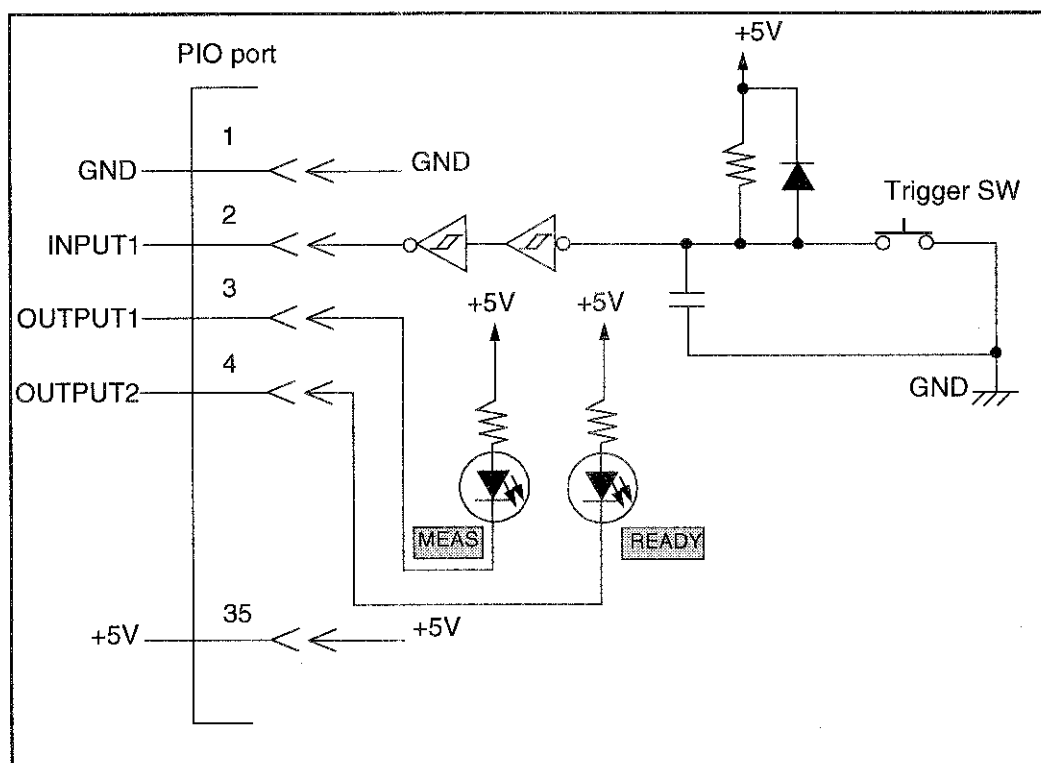 +5V
PIO port
1
GND
GND
Trigger SW
2
INPUT1
3
+5V
+5V
OUTPUT1
4
OUTPUT2
GND
MEAS
READY
35
+5V
+5V